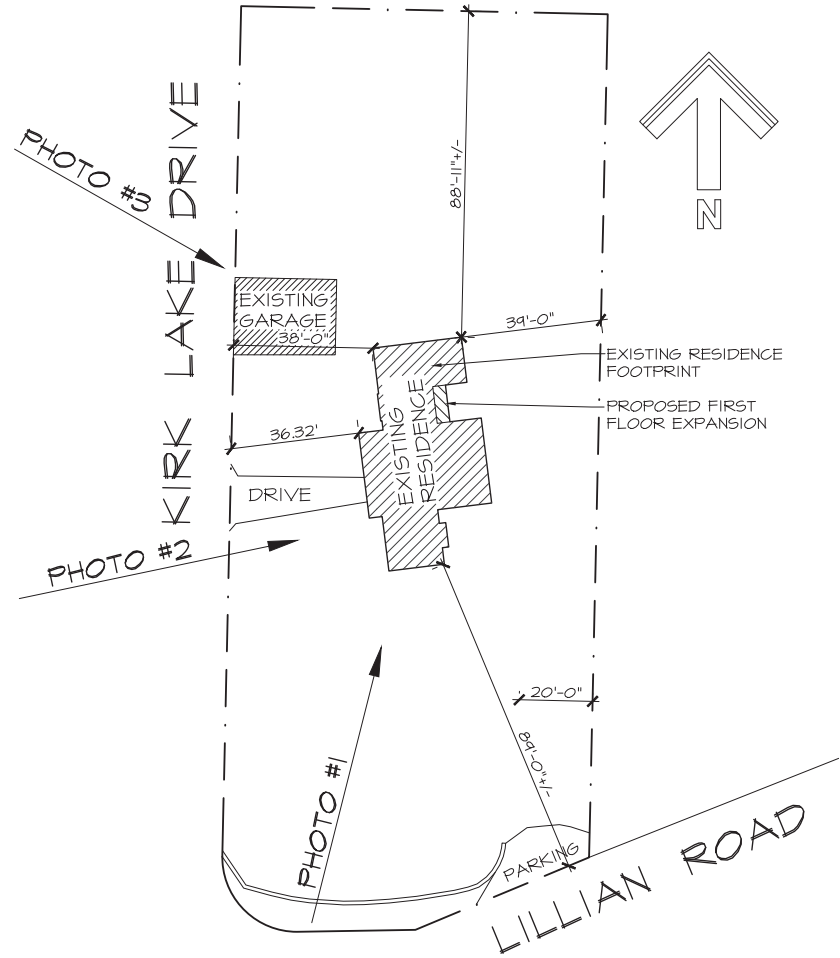 88'-11"+/-
KIRK LAKE DRIVE
PHOTO #3
N
EXISTING
GARAGE
38'-0"
39'-0"
EXISTING RESIDENCE
FOOTPRINT
PROPOSED FIRST
FLOOR EXPANSION
EXISTING
RESIDENCE
36.32'
DRIVE
PHOTO #2
20'-0"
89'-0"+/-
PHOTO #1
PARKING
LILLIAN ROAD